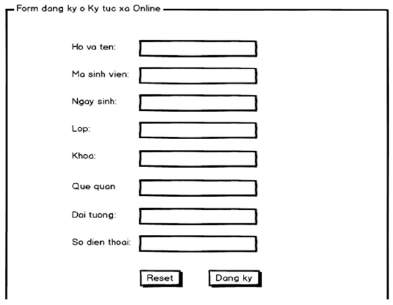 Form dang ky o Ky tuc xa Online
Ho va ten:
Ma sinh vien:
Ngay sinh:
Lop:
Khoa:
Que quan
Doi tuong:
So dien thoai:
Reset Dang ky